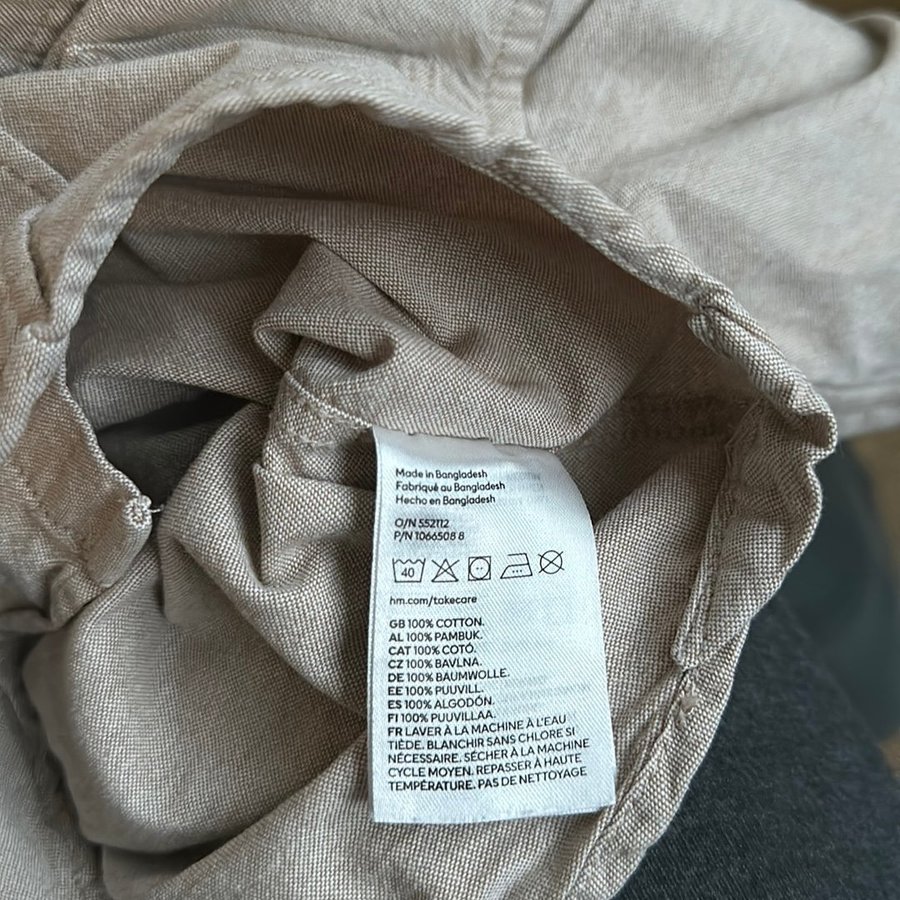 Made in Bangladesh
Fabriqué au Bangladesh
Hecho en Bangladesh
O/N 552112
P/N 1066508 8
40
hm.com/takecare
GB 100% COTTON.
AL 100% PAMBUK.
CAT 100% COTÓ.
CZ 100% BAVLNA.
DE 100% BAUMWOLLE.
EE 100% PUUVILL.
ES 100% ALGODÓN.
FI 100% PUUVILLAA.
FR LAVER À LA MACHINE À L'EAU
TIÈDE. BLANCHIR SANS CHLORE SI
NÉCESSAIRE. SÉCHER À LA MACHINE
CYCLE MOYEN. REPASSER À HAUTE
TEMPÉRATURE. PAS DE NETTOYAGE